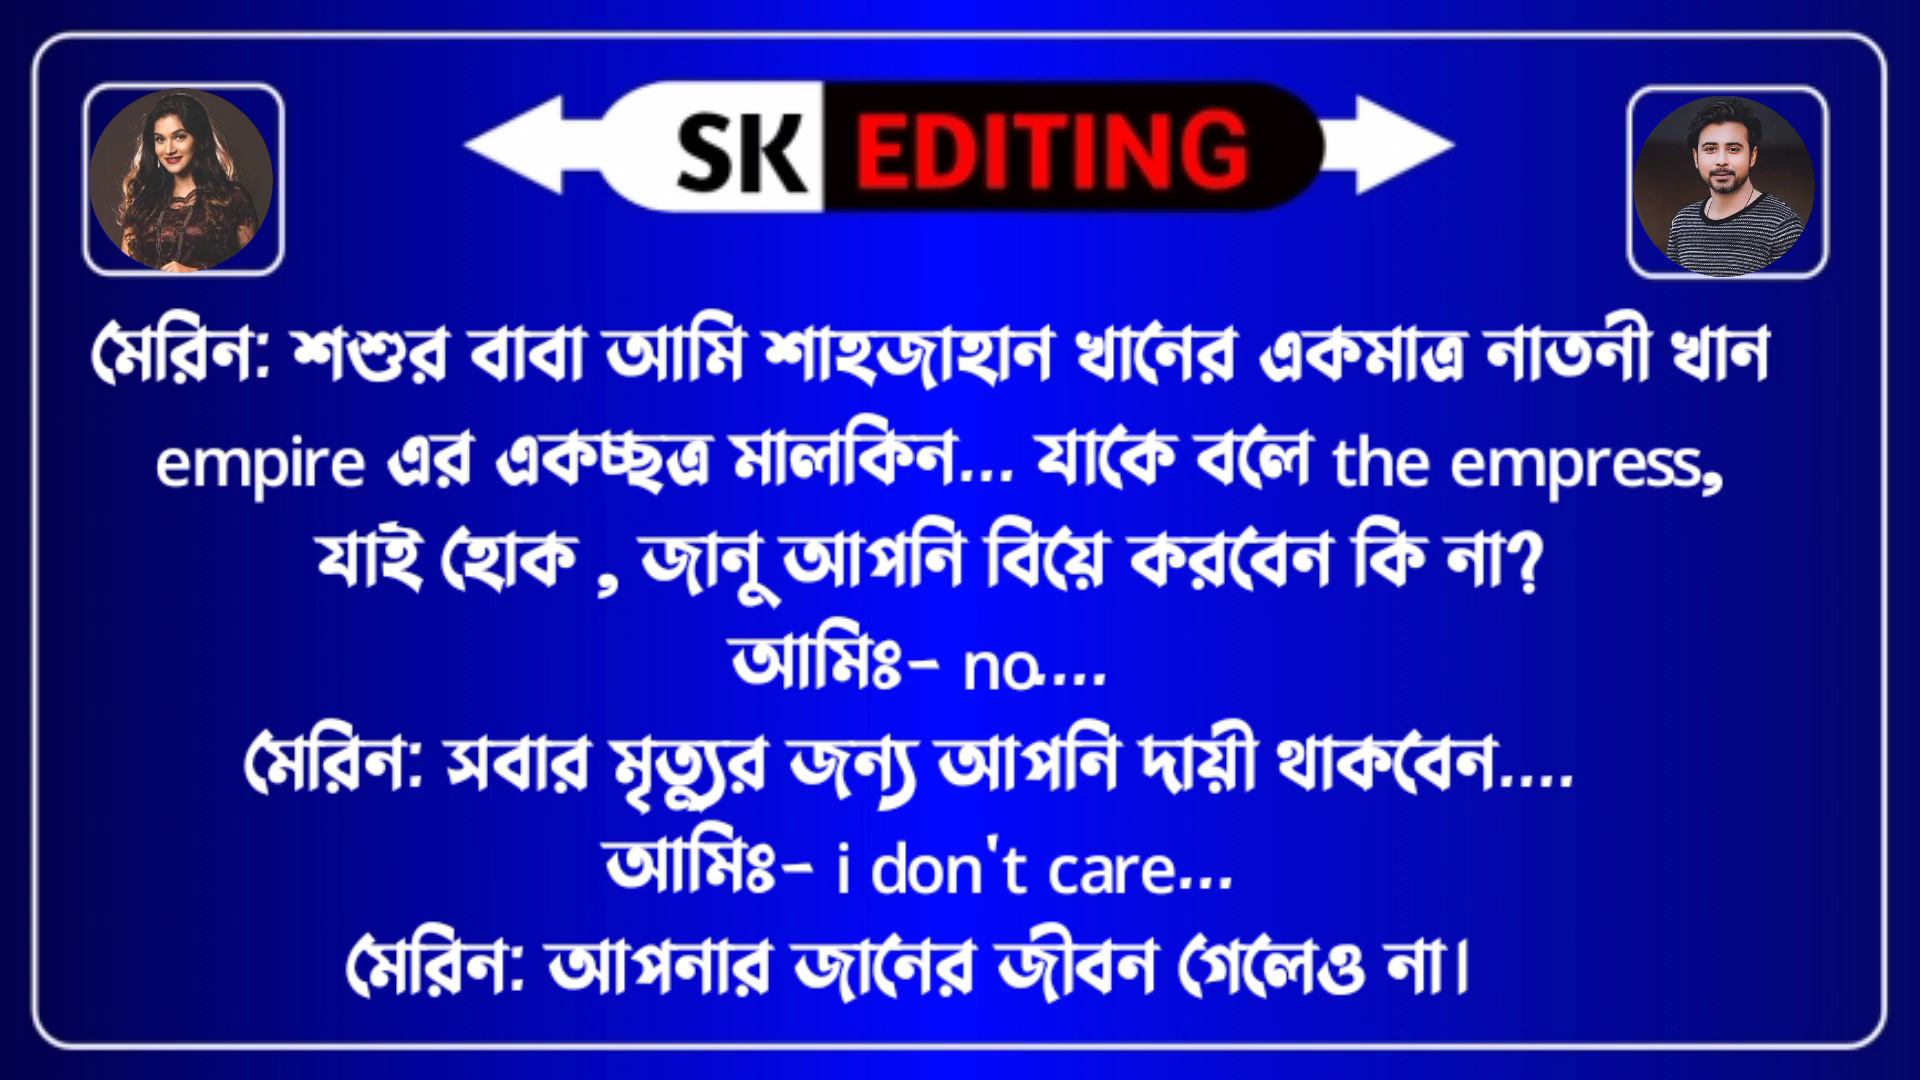 SK EDITING
মেরিন: শশুর বাবা আমি শাহজাহান খানের একমাত্র নাতনী খান
empire এর একচ্ছত্র মালকিন... যাকে বলে the empress,
যাই হোক , জানু আপনি বিয়ে করবেন কি না?
আমিঃ- no....
মেরিন: সবার মৃত্যুর জন্য আপনি দায়ী থাকবেন....
আমিঃ- i don't care...
মেরিন: আপনার জানের জীবন গেলেও না।